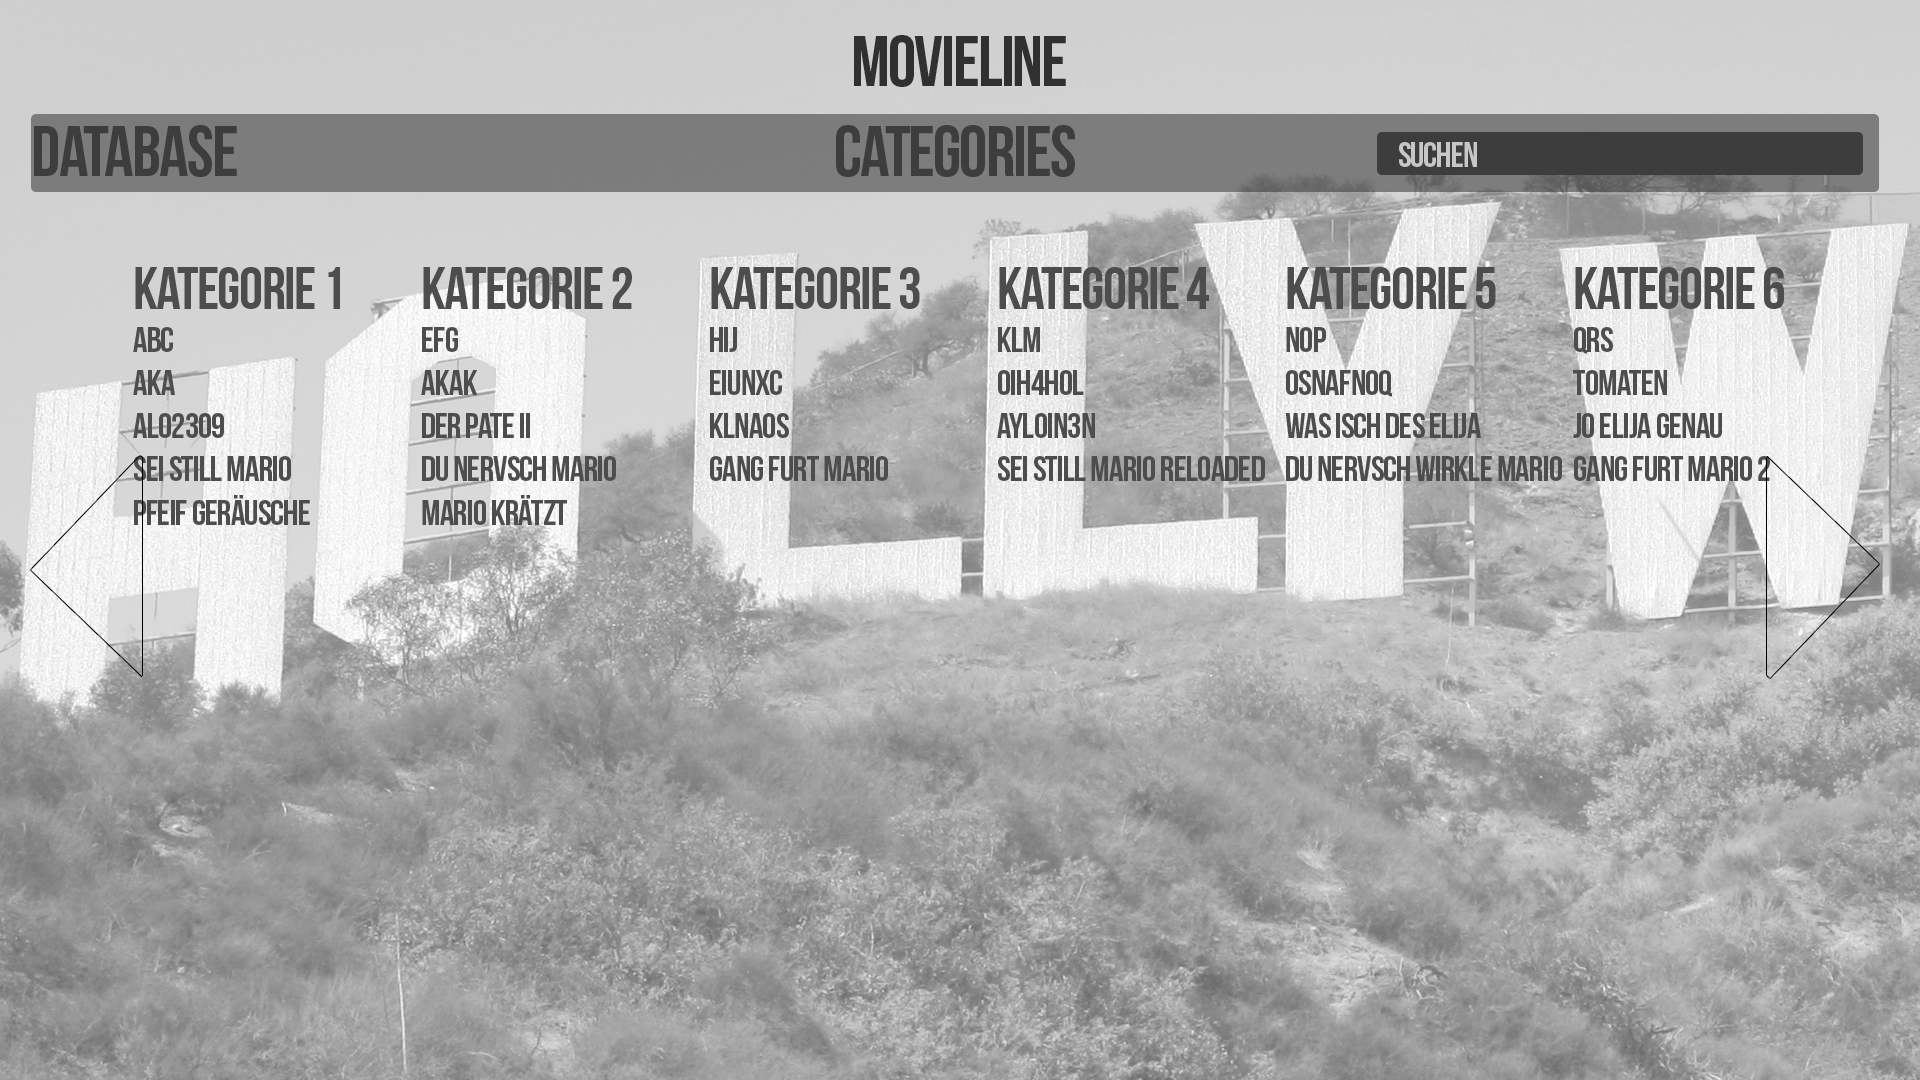 MOVIELINE
DATABASE
CATEGORIES
SUCHEN
KATEGORIE 1
ABC
AKA
ALO2309
SEI STILL MARIO
PFEIF GERÄUSCHE
KATEGORIE 2
EFG
AKAK
DER PATE II
DU NERVSCH MARIO
MARIO KRÄTZT
KATEGORIE 3
HIJ
EIUNXC
KLNAOS
GANG FURT MARIO
KATEGORIE 4
KLM
OIH4HOL
AYLOIN3N
SEI STILL MARIO RELOADED
KATEGORIE 5
NOP
OSNAFNOQ
WAS ISCH DES ELIJA
DU NERVSCH WIRKLE MARIO
KATEGORIE 6
QRS
TOMATEN
JO ELIJA GENAU
GANG FURT MARIO 2
HOLLYW